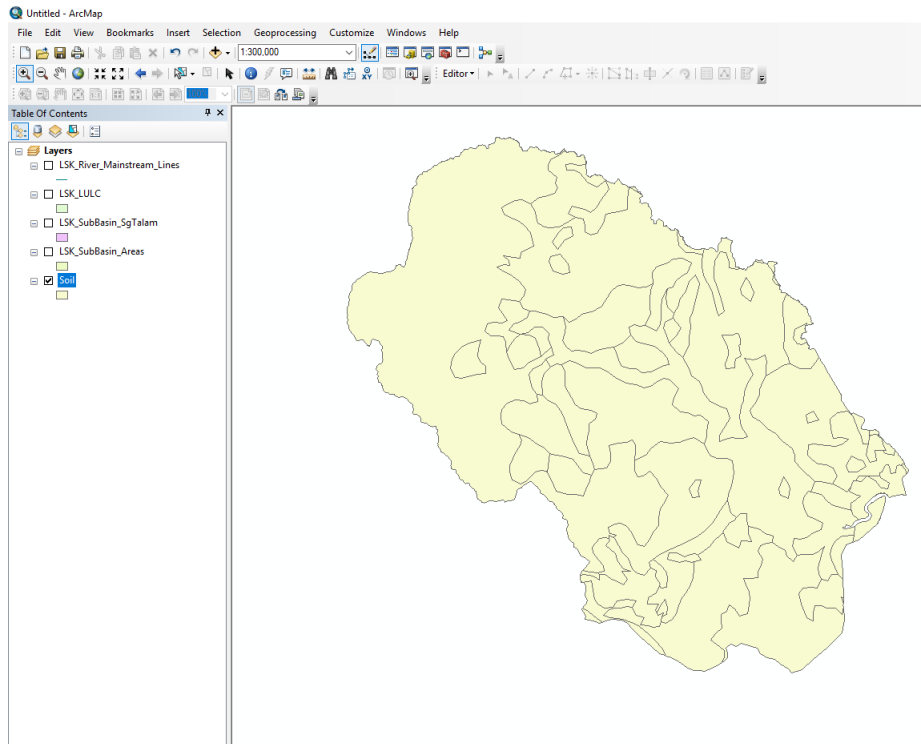 Untitled - ArcMap
File Edit View Bookmarks Insert Selection Geoprocessing Customize Windows Help
1:300,000
Editor
Table Of Contents
Layers
LSK_River_Mainstream_Lines
LSK_LULC
LSK_SubBasin_SgTalam
LSK_SubBasin_Areas
Soil